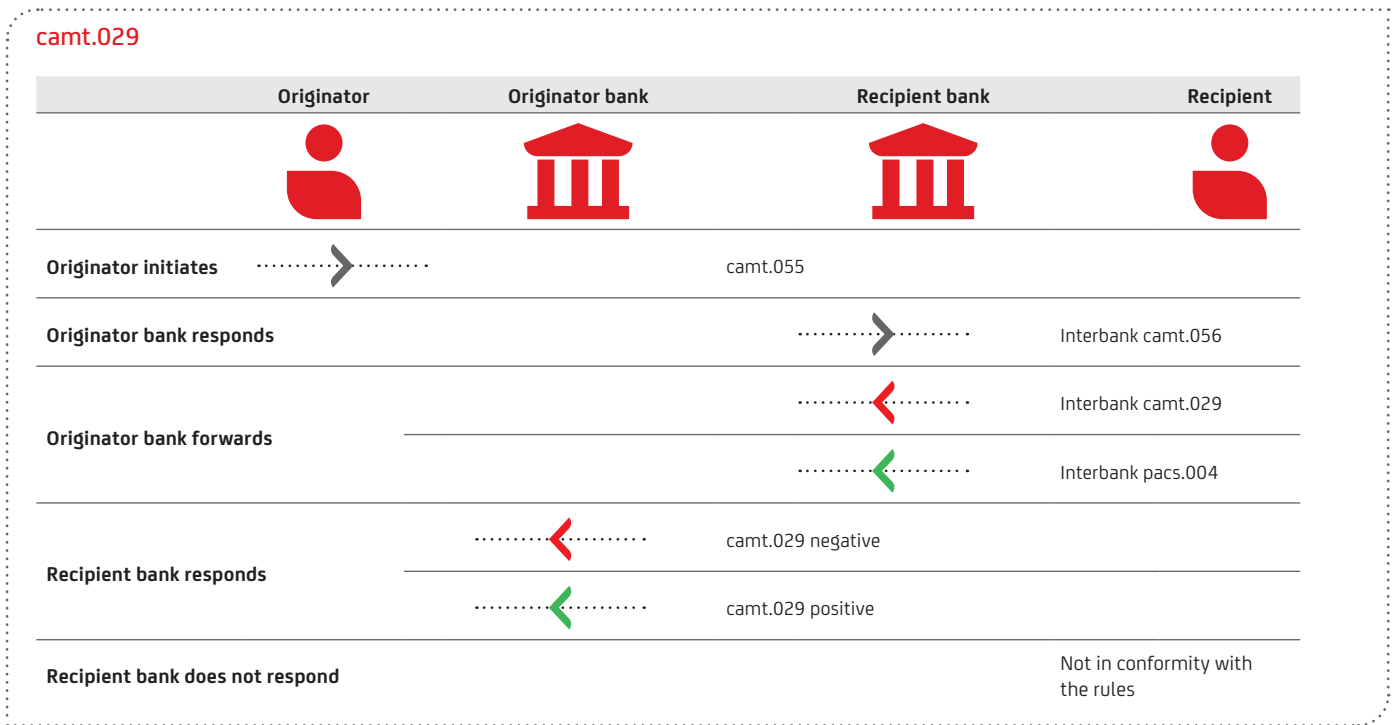 camt.029
Originator Originator bank Recipient bank Recipient
Originator initiates camt.055
Originator bank responds Interbank camt.056
Interbank camt.029
Originator bank forwards
Interbank pacs.004
camt.029 negative
Recipient bank responds
camt.029 positive
Recipient bank does not respond Not in conformity with
the rules